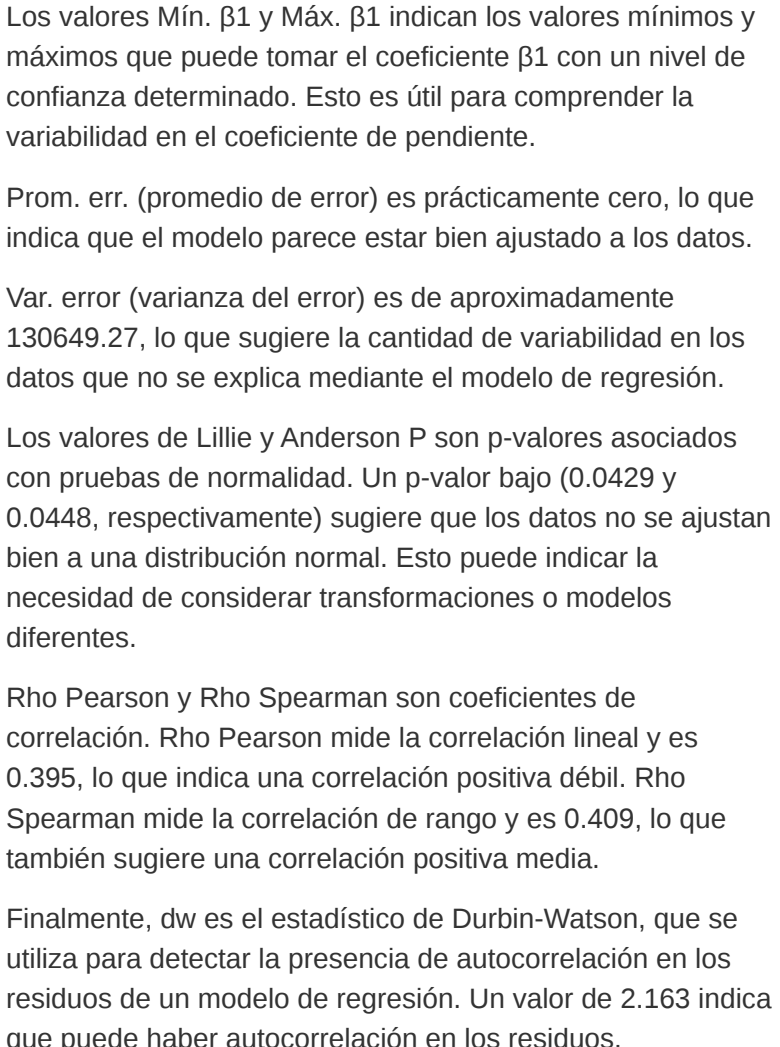 Los valores Mín. β1 y Máx. β1 indican los valores mínimos y
máximos que puede tomar el coeficiente β1 con un nivel de
confianza determinado. Esto es útil para comprender la
variabilidad en el coeficiente de pendiente.
Prom. err. (promedio de error) es prácticamente cero, lo que
indica que el modelo parece estar bien ajustado a los datos.
Var. error (varianza del error) es de aproximadamente
130649.27, lo que sugiere la cantidad de variabilidad en los
datos que no se explica mediante el modelo de regresión.
Los valores de Lillie y Anderson P son p-valores asociados
con pruebas de normalidad. Un p-valor bajo (0.0429 y
0.0448, respectivamente) sugiere que los datos no se ajustan
bien a una distribución normal. Esto puede indicar la
necesidad de considerar transformaciones o modelos
diferentes.
Rho Pearson y Rho Spearman son coeficientes de
correlación. Rho Pearson mide la correlación lineal y es
0.395, lo que indica una correlación positiva débil. Rho
Spearman mide la correlación de rango y es 0.409, lo que
también sugiere una correlación positiva media.
Finalmente, dw es el estadístico de Durbin-Watson, que se
utiliza para detectar la presencia de autocorrelación en los
residuos de un modelo de regresión. Un valor de 2.163 indica
que puede haber autocorrelación en los residuos.